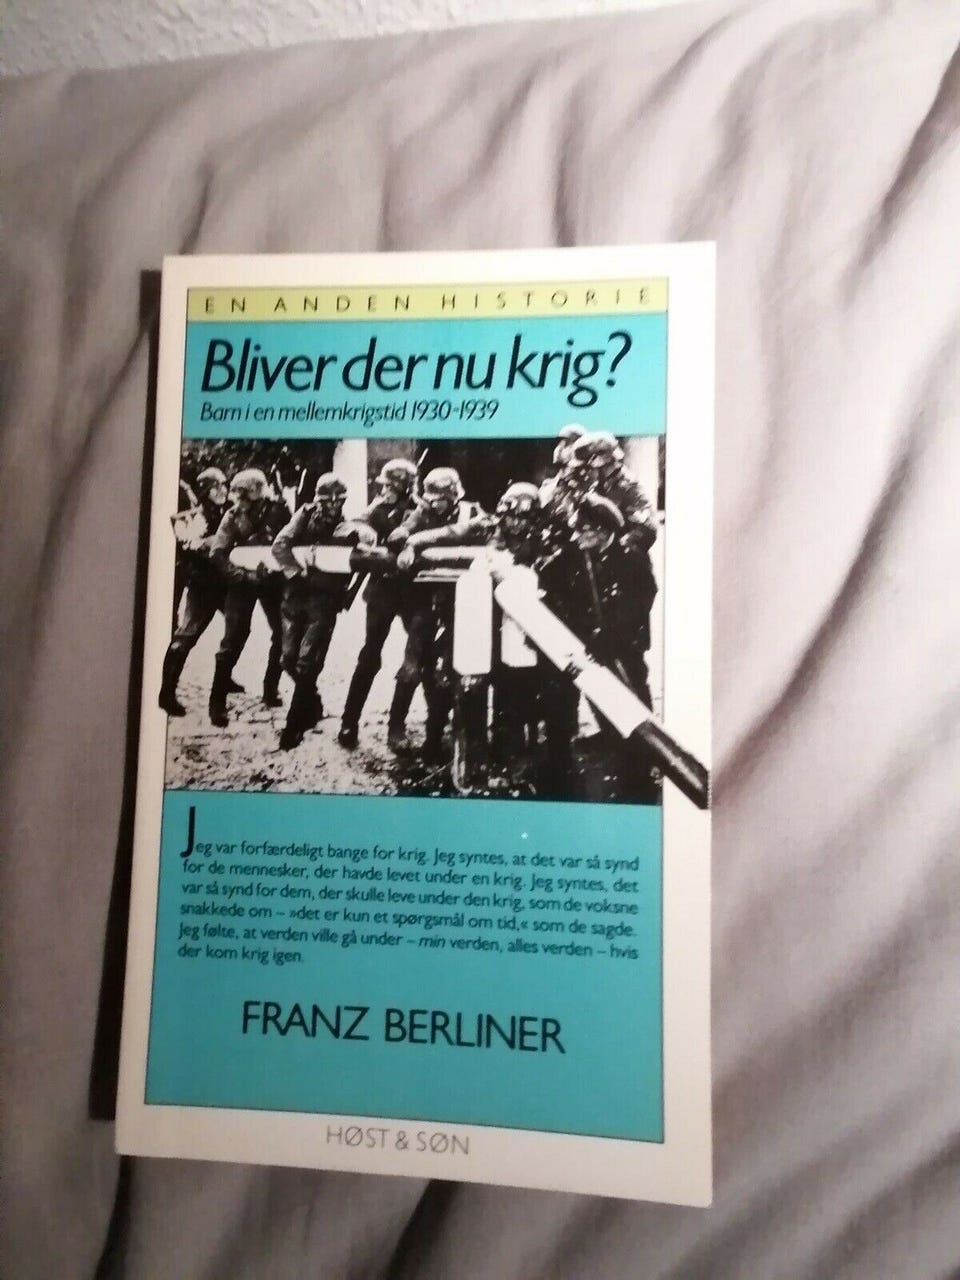 EN ANDEN HISTORIE
Bliver der nu krig?
Barn i en mellemkrigstid 1930-1939
Jeg var forfærdeligt bange for krig. Jeg syntes, at det var så synd
for de mennesker, der havde levet under en krig. Jeg syntes, det
var så synd for dem, der skulle leve under den krig, som de voksne
snakkede om – »det er kun et spørgsmål om tid,« som de sagde.
Jeg følte, at verden ville gå under – min verden, alles verden – hvis
der kom krig igen.
FRANZ BERLINER
HØST & SØN